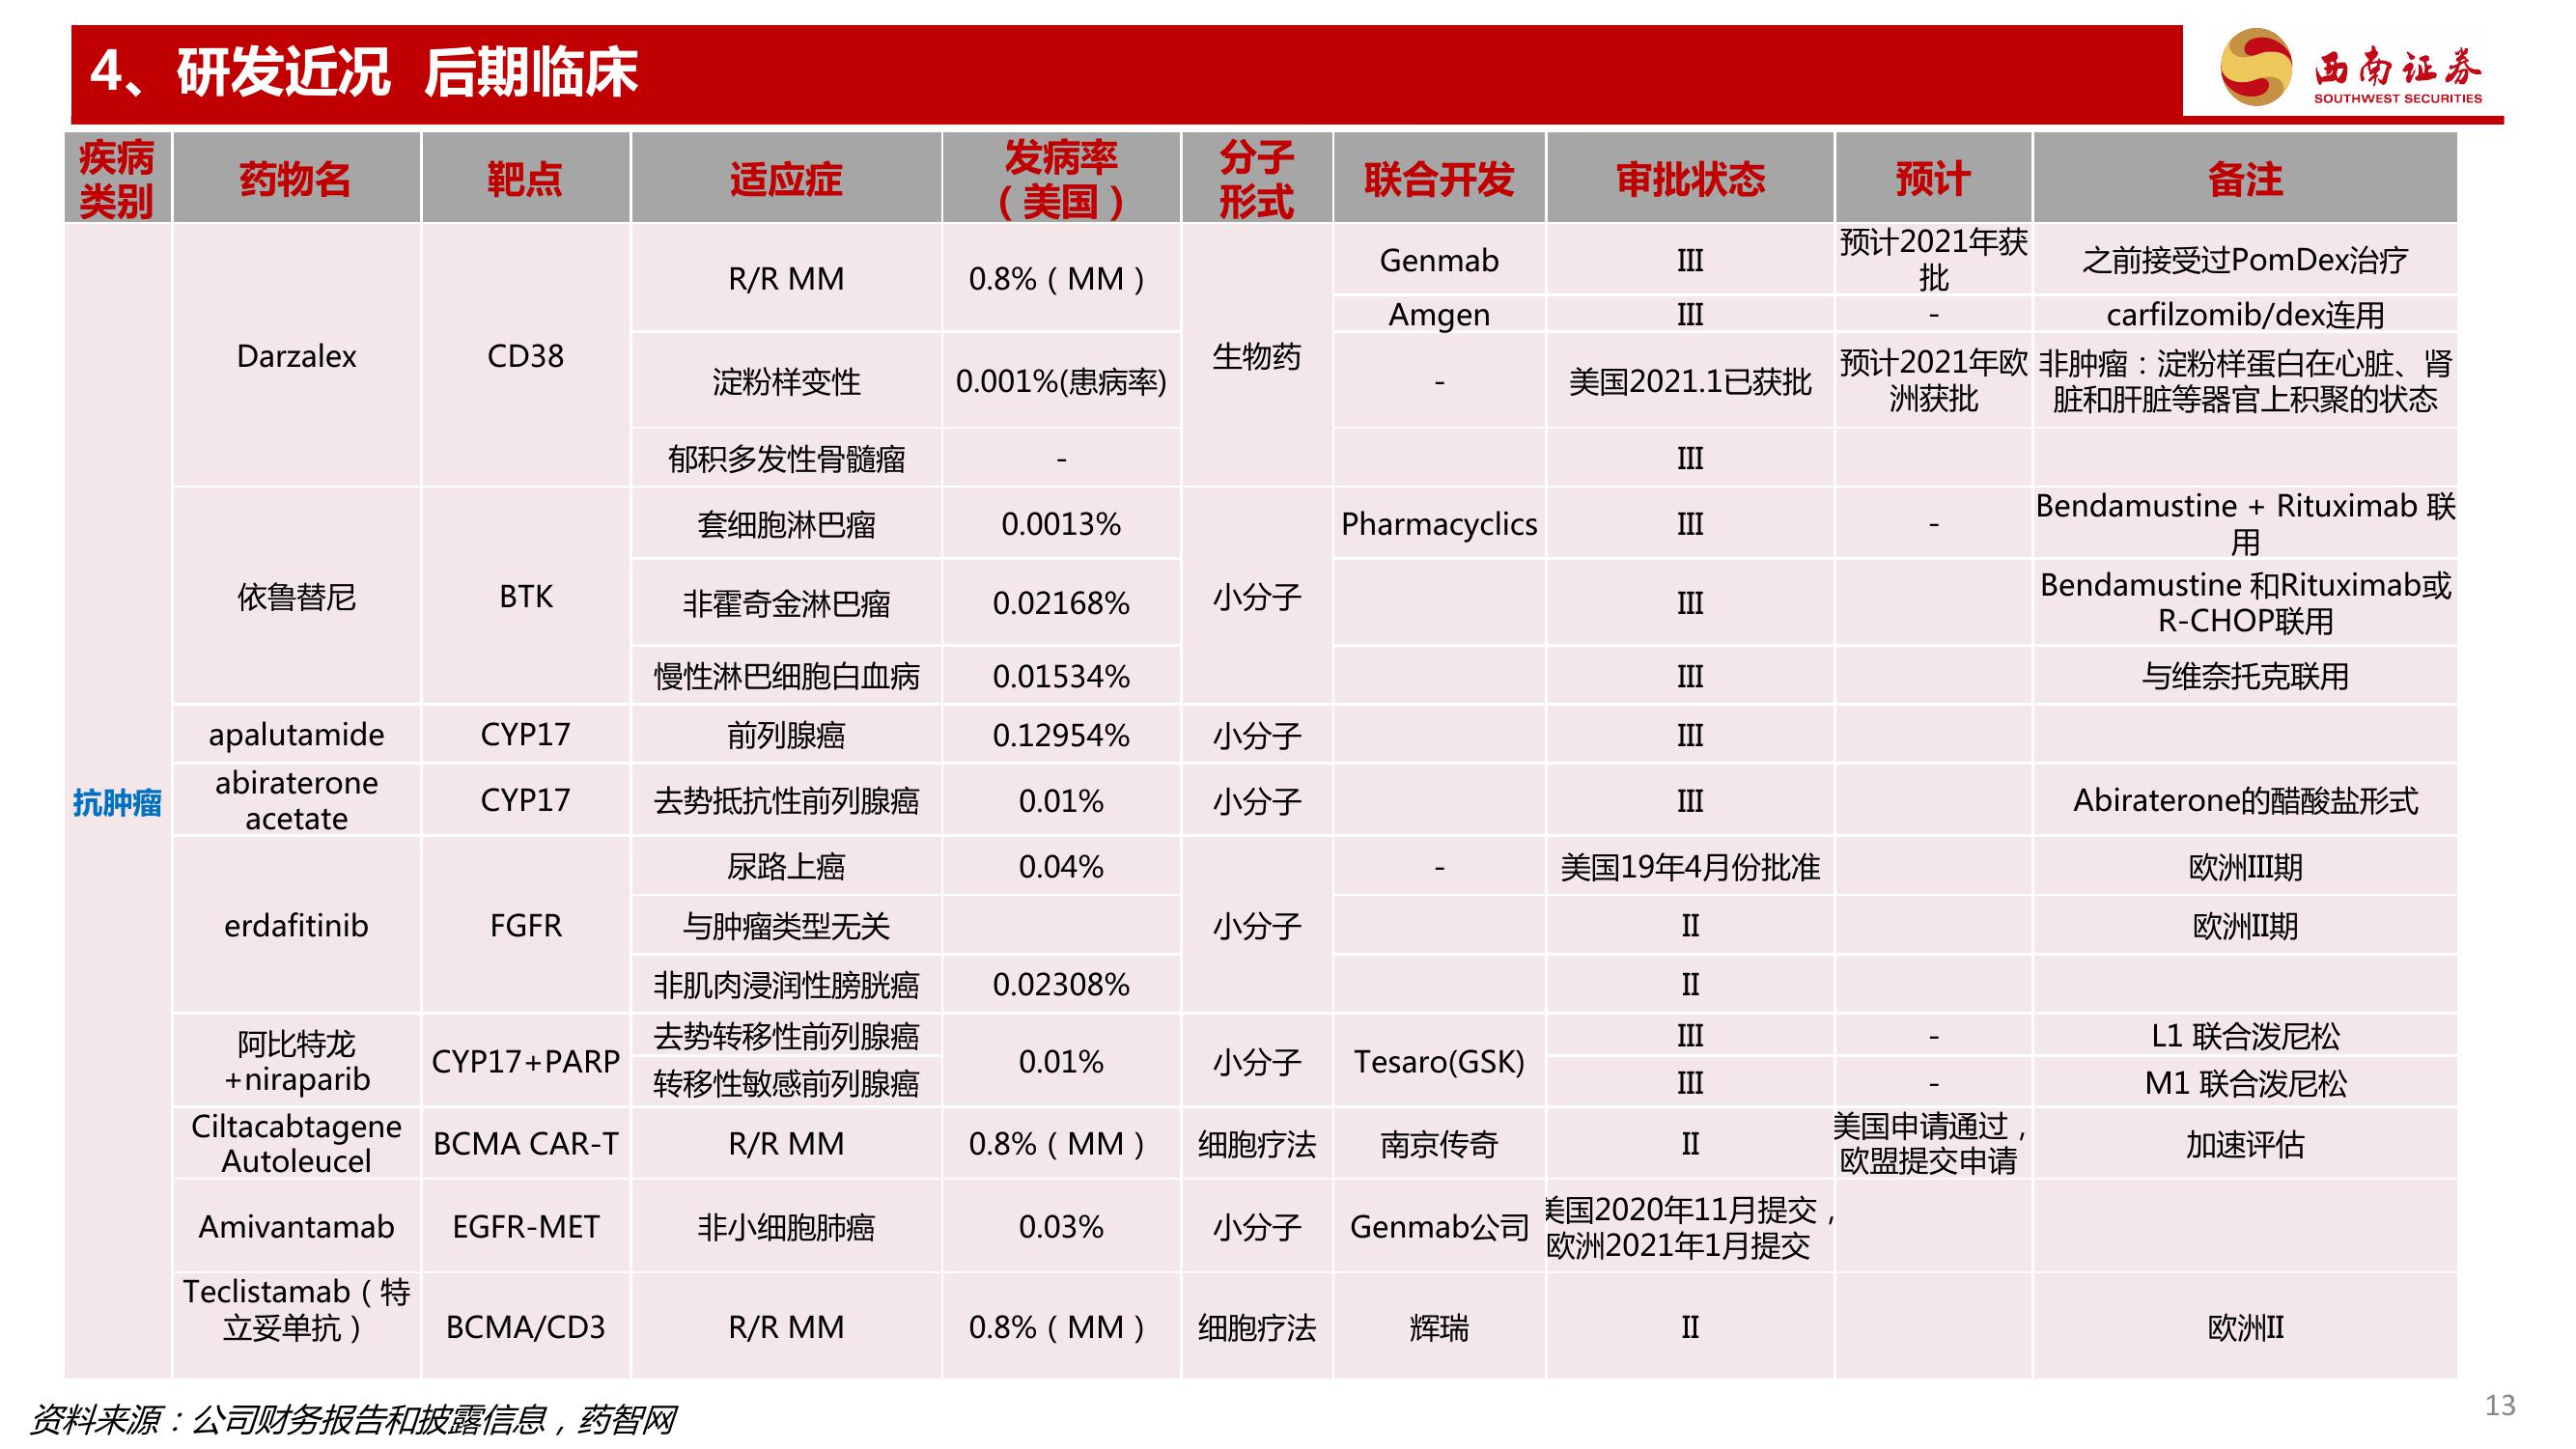 4、研发近况 后期临床
西南证券
SOUTHWEST SECURITIES
疾病
类别
药物名
靶点
适应症
发病率
（美国）
分子
形式
联合开发
审批状态
预计
备注
抗肿瘤
Darzalex
CD38
R/R MM
0.8%（MM）
生物药
Genmab
III
预计2021年获
批
之前接受过PomDex治疗
Amgen
III
-
carfilzomib/dex连用
淀粉样变性
0.001%(患病率)
-
美国2021.1已获批
预计2021年欧
洲获批
非肿瘤：淀粉样蛋白在心脏、肾
脏和肝脏等器官上积聚的状态
郁积多发性骨髓瘤
-
III
依鲁替尼
BTK
套细胞淋巴瘤
0.0013%
小分子
Pharmacyclics
III
-
Bendamustine + Rituximab 联
用
非霍奇金淋巴瘤
0.02168%
III
Bendamustine 和Rituximab或
R-CHOP联用
慢性淋巴细胞白血病
0.01534%
III
与维奈托克联用
apalutamide
CYP17
前列腺癌
0.12954%
小分子
III
abiraterone
acetate
CYP17
去势抵抗性前列腺癌
0.01%
小分子
III
Abiraterone的醋酸盐形式
erdafitinib
FGFR
尿路上癌
0.04%
小分子
-
美国19年4月份批准
欧洲III期
与肿瘤类型无关
II
欧洲II期
非肌肉浸润性膀胱癌
0.02308%
II
阿比特龙
+niraparib
CYP17+PARP
去势转移性前列腺癌
0.01%
小分子
Tesaro(GSK)
III
-
L1 联合泼尼松
转移性敏感前列腺癌
III
-
M1 联合泼尼松
Ciltacabtagene
Autoleucel
BCMA CAR-T
R/R MM
0.8%（MM）
细胞疗法
南京传奇
II
美国申请通过，
欧盟提交申请
加速评估
Amivantamab
EGFR-MET
非小细胞肺癌
0.03%
小分子
Genmab公司
美国2020年11月提交，
欧洲2021年1月提交
Teclistamab（特
立妥单抗）
BCMA/CD3
R/R MM
0.8%（MM）
细胞疗法
辉瑞
II
欧洲II
资料来源：公司财务报告和披露信息，药智网
13